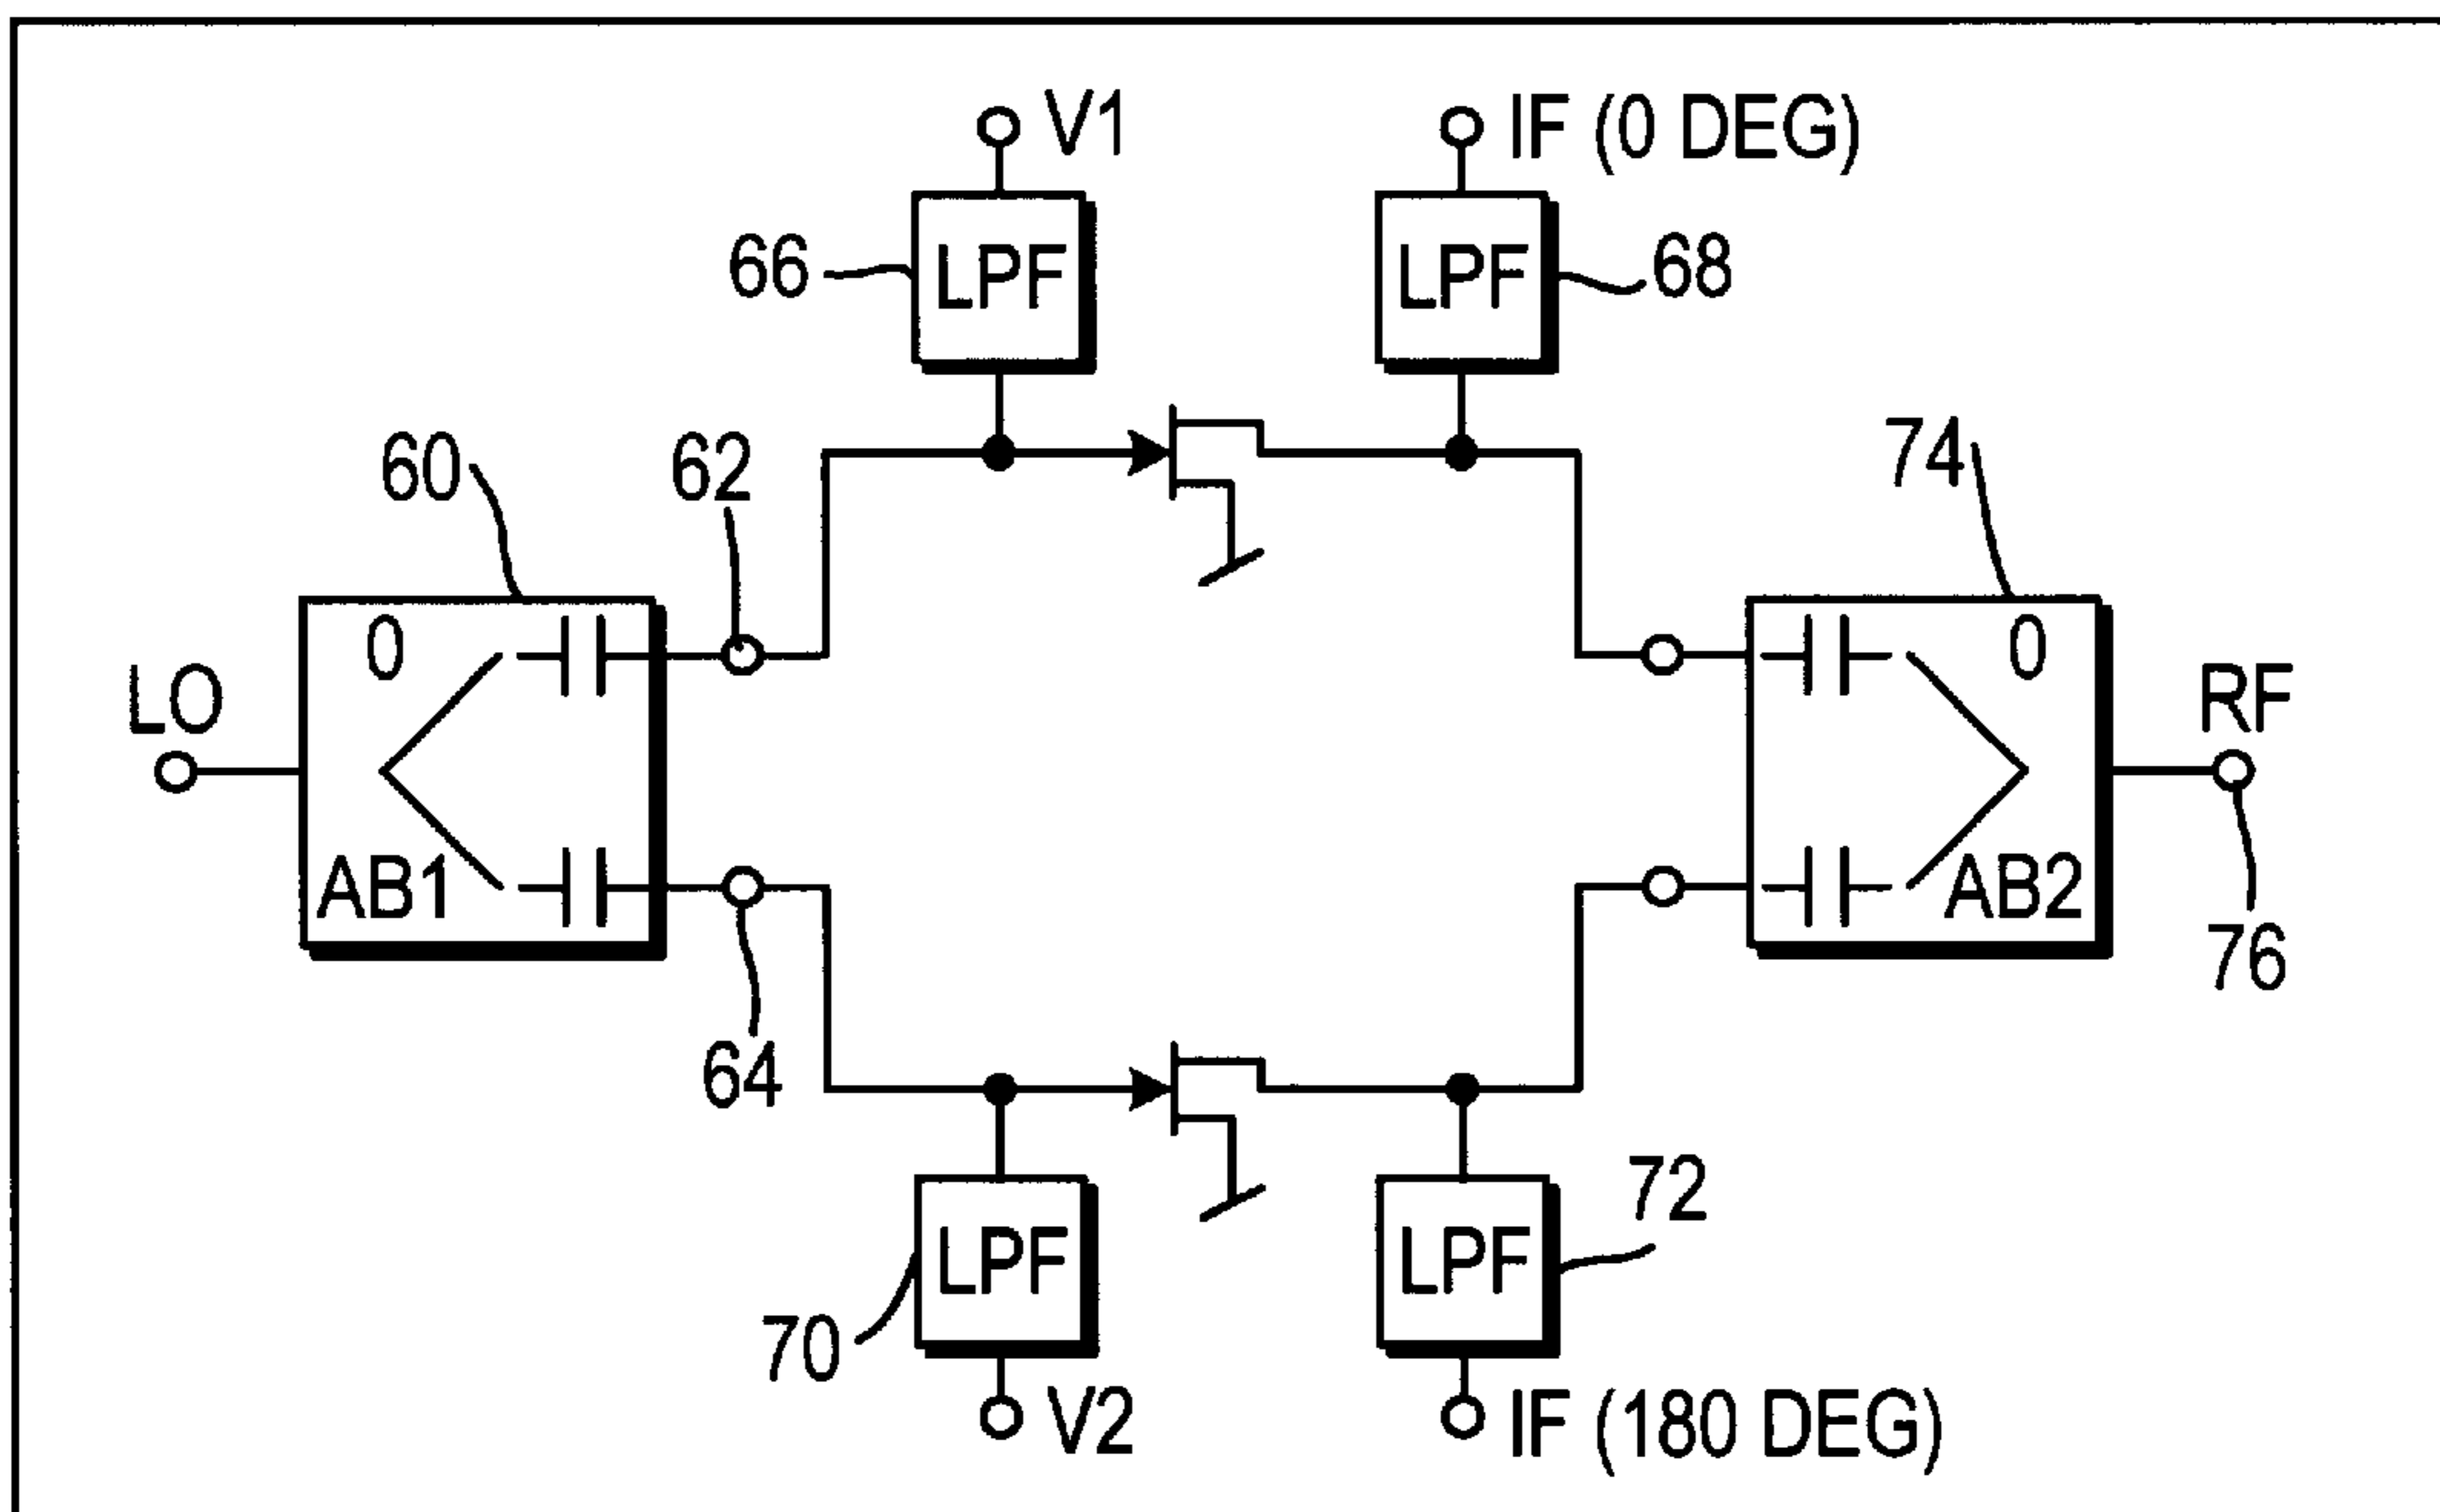 V1
IF (0 DEG)
66
LPF
LPF
68
60
62
74
0
0
LO
RF
AB1
AB2
76
64
72
LPF
LPF
70
V2
IF (180 DEG)